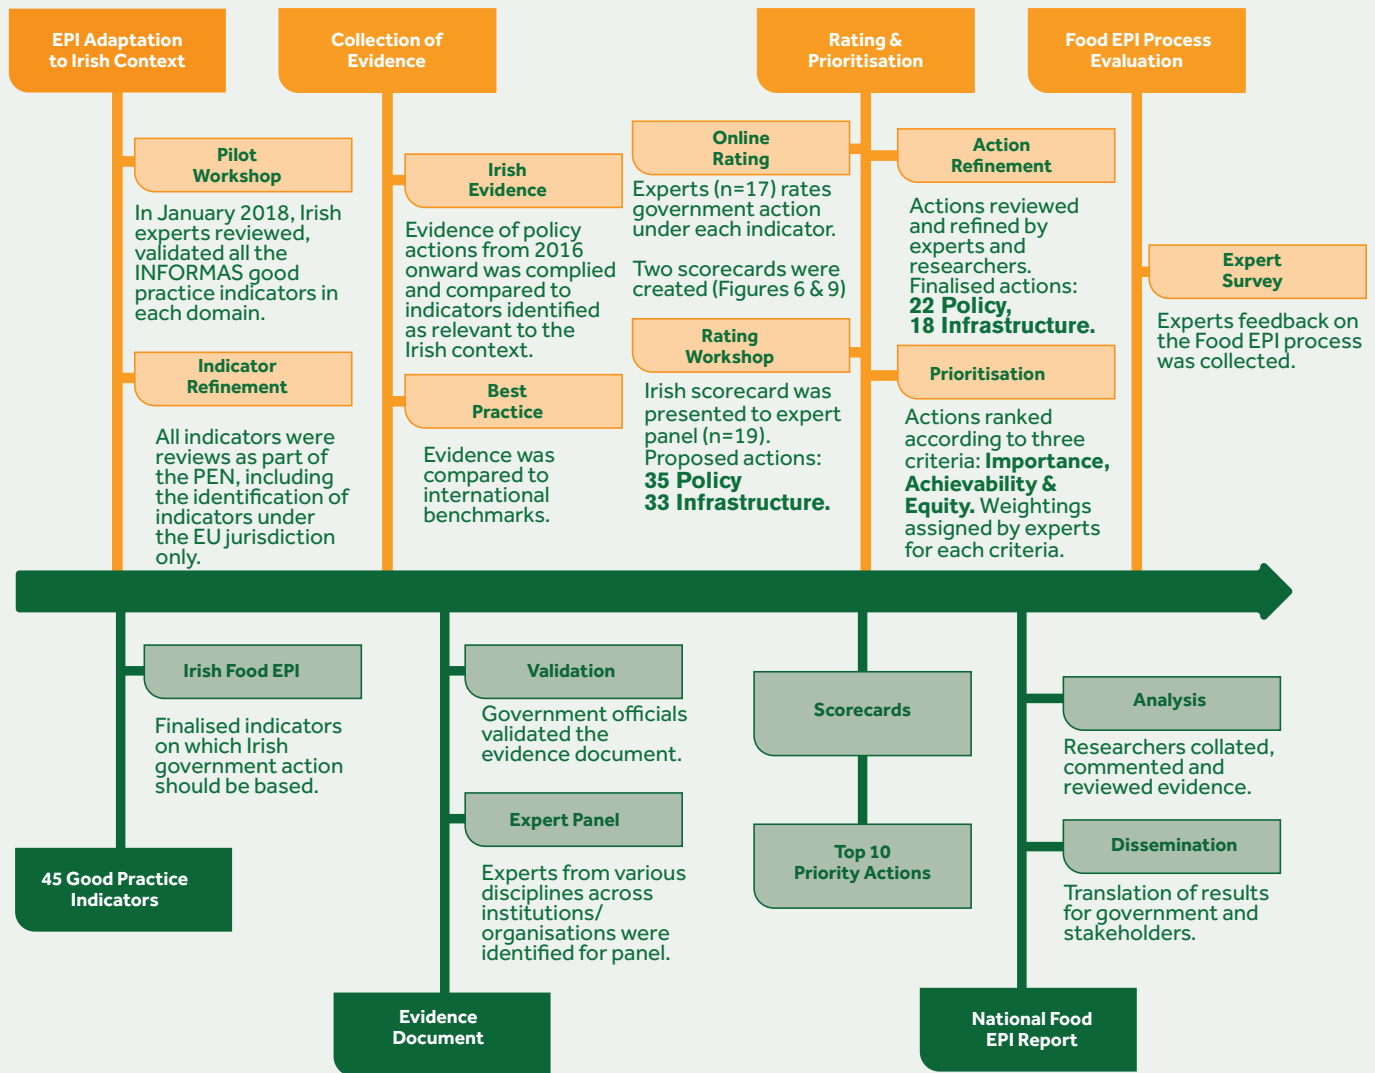 EPI Adaptation
to Irish Context
Pilot
Workshop
In January 2018, Irish
experts reviewed,
validated all the
INFORMAS good
practice indicators in
each domain.
Indicator
Refinement
All indicators were
reviews as part of
the PEN, including
the identification of
indicators under
the EU jurisdiction
only.
Collection of
Evidence
Irish
Evidence
Evidence of policy
actions from 2016
onward was complied
and compared to
indicators identified
as relevant to the
Irish context.
Best
Practice
Evidence was
compared to
international
benchmarks.
Rating &
Prioritisation
Online
Rating
Experts (n=17) rates
government action
under each indicator.
Two scorecards were
created (Figures 6 & 9)
Rating
Workshop
Irish scorecard was
presented to expert
panel (n=19).
Proposed actions:
35 Policy
33 Infrastructure.
Action
Refinement
Actions reviewed
and refined by
experts and
researchers.
Finalised actions:
22 Policy,
18 Infrastructure.
Prioritisation
Actions ranked
according to three
criteria: Importance,
Achievability &
Equity. Weightings
assigned by experts
for each criteria.
Food EPI Process
Evaluation
Expert
Survey
Experts feedback on
the Food EPI process
was collected.
Irish Food EPI
Finalised indicators
on which Irish
government action
should be based.
45 Good Practice
Indicators
Validation
Government officials
validated the
evidence document.
Expert Panel
Experts from various
disciplines across
institutions/
organisations were
identified for panel.
Evidence
Document
Scorecards
Top 10
Priority Actions
Analysis
Researchers collated,
commented and
reviewed evidence.
Dissemination
Translation of results
for government and
stakeholders.
National Food
EPI Report